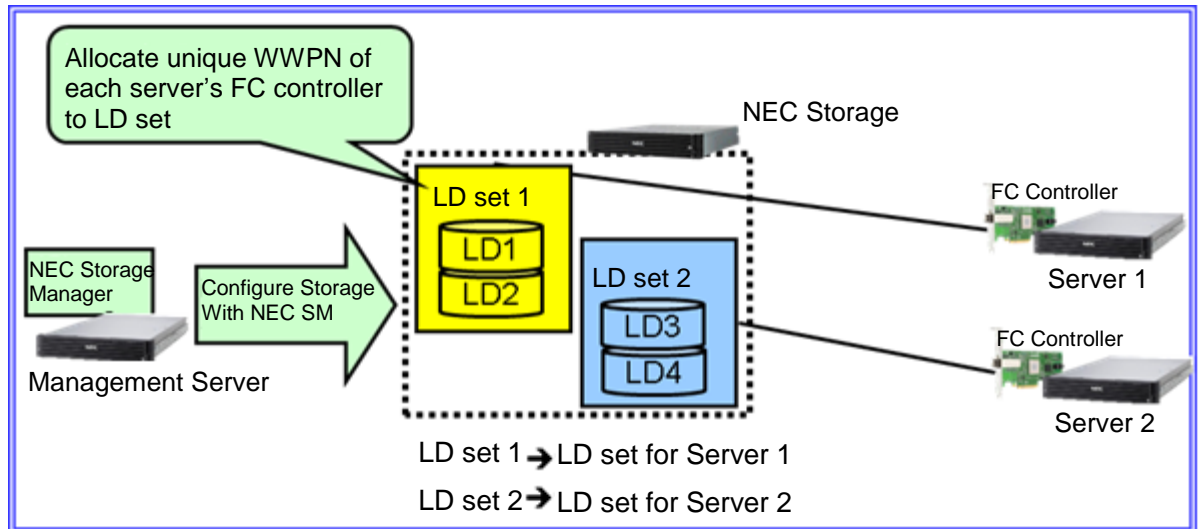 Allocate unique WWPN of
each server's FC controller
to LD set
NEC Storage
LD set 1
LD1
LD2
FC Controller
Server 1
NEC Storage
Manager
Configure Storage
With NEC SM
LD set 2
LD3
LD4
Management Server
FC Controller
Server 2
LD set 1 → LD set for Server 1
LD set 2 → LD set for Server 2